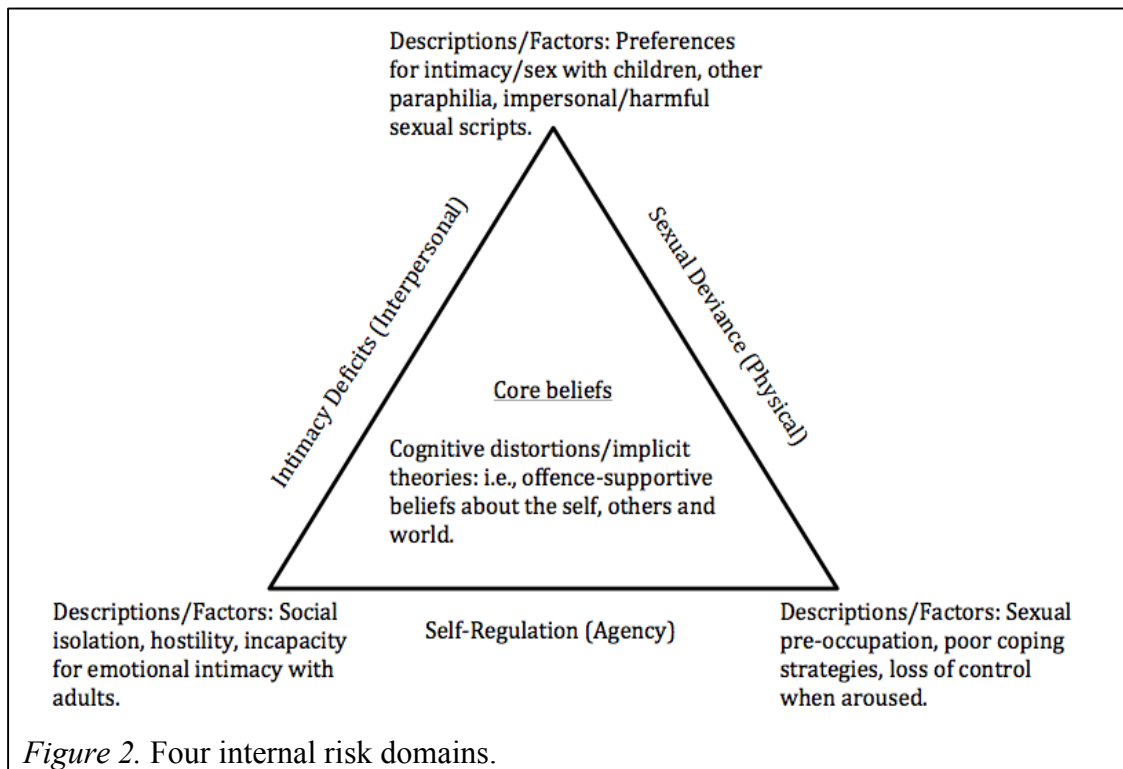 Descriptions/Factors: Preferences
for intimacy/sex with children, other
paraphilia, impersonal/harmful
sexual scripts.
Intimacy Deficits (Interpersonal)
Sexual Deviance (Physical)
Core beliefs
Cognitive distortions/implicit
theories: i.e., offence-supportive
beliefs about the self, others and
world.
Descriptions/Factors: Social
isolation, hostility, incapacity
for emotional intimacy with
adults.
Self-Regulation (Agency)
Descriptions/Factors: Sexual
pre-occupation, poor coping
strategies, loss of control
when aroused.
Figure 2. Four internal risk domains.